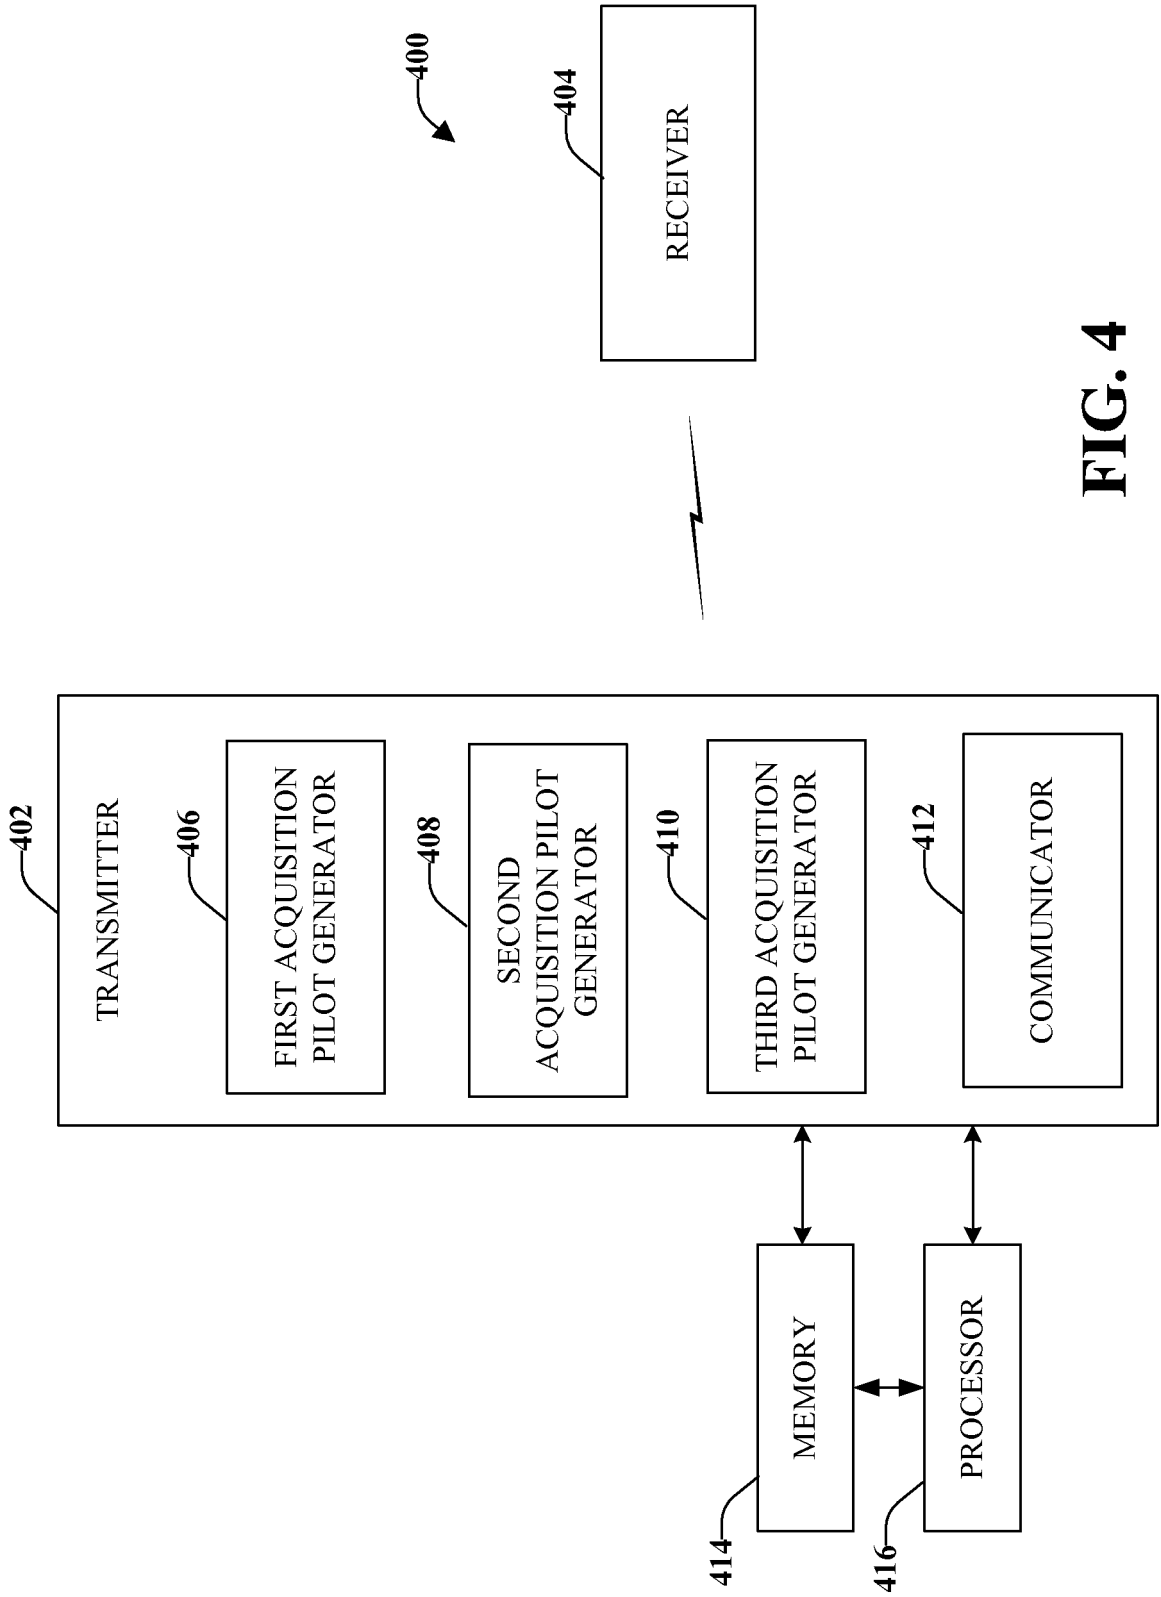 400
402
TRANSMITTER
404
RECEIVER
406
FIRST ACQUISITION
PILOT GENERATOR
408
SECOND
ACQUISITION PILOT
GENERATOR
414
MEMORY
410
THIRD ACQUISITION
PILOT GENERATOR
416
PROCESSOR
412
COMMUNICATOR
FIG. 4